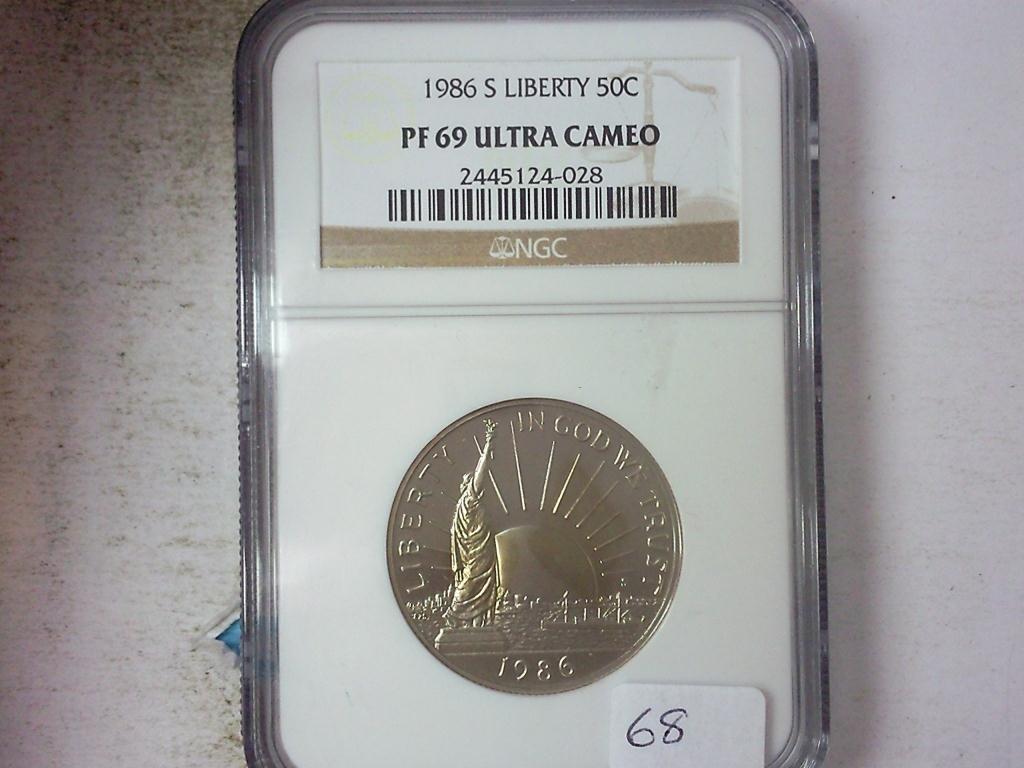 1986 S LIBERTY 50C
PF 69 ULTRA CAMEO
2445124-028
NGC
LIBERTY
IN GOD WE TRUST
S
1986
68